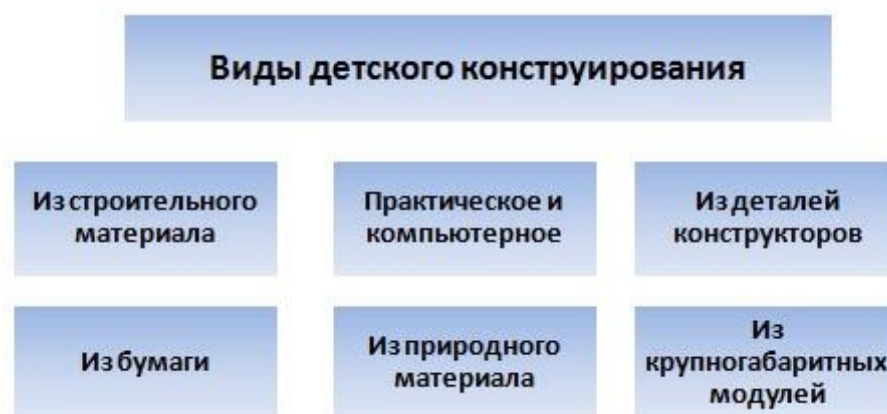 Виды детского конструирования
Из строительного
материала
Практическое и
компьютерное
Из деталей
конструкторов
Из бумаги
Из природного
материала
Из
крупногабаритных
модулей